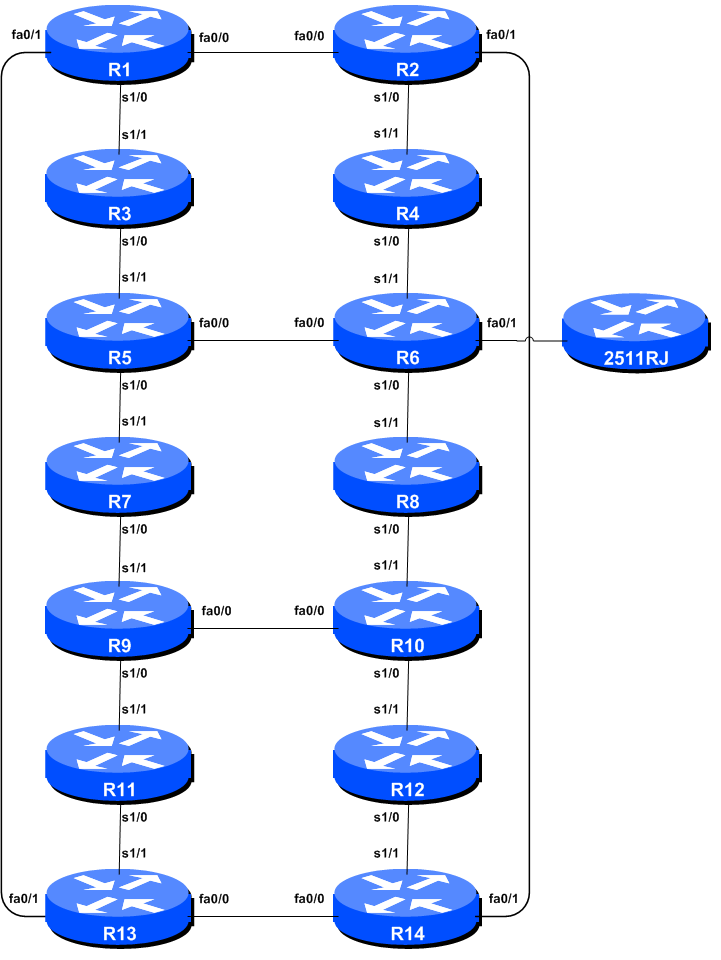 fa0/1 fa0/0 fa0/0 fa0/1
R1 R2
s1/0 s1/0
s1/1 s1/1
R3 R4
s1/0 s1/0
s1/1 s1/1
fa0/0 fa0/0 fa0/1
R5 R6 2511RJ
s1/0 s1/0
s1/1 s1/1
R7 R8
s1/0 s1/0
s1/1 s1/1
fa0/0 fa0/0
R9 R10
s1/0 s1/0
s1/1 s1/1
R11 R12
s1/0 s1/0
s1/1 s1/1
fa0/1 fa0/0 fa0/0 fa0/1
R13 R14